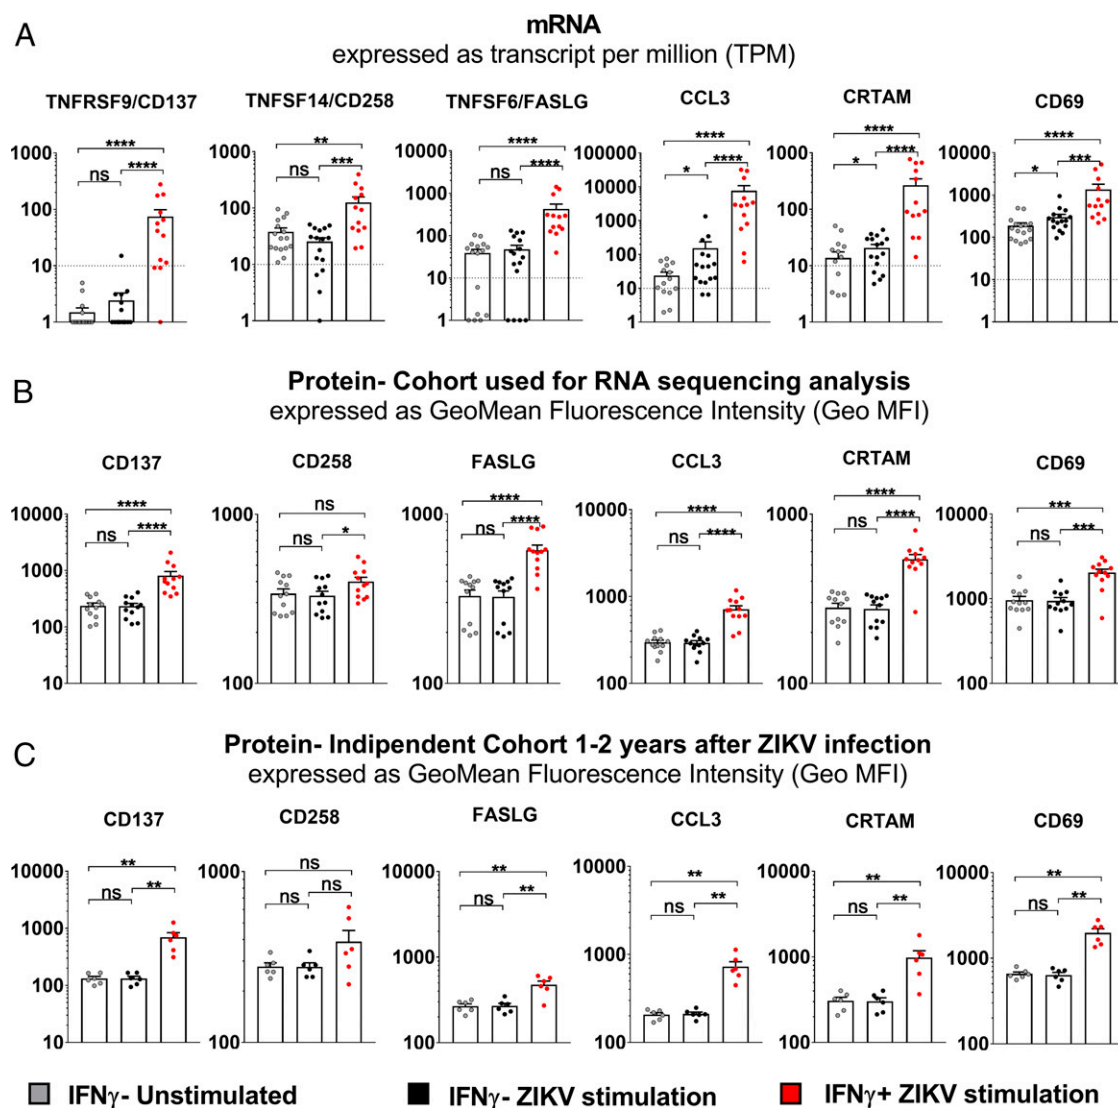 A
mRNA
expressed as transcript per million (TPM)
TNFRSF9/CD137 TNFSF14/CD258 TNFSF6/FASLG CCL3 CRTAM CD69
**** ** **** **** **** ****
ns **** ns *** ns **** * **** * **** * ***
1000 1000 10000 100000 1000 10000
100 100 1000 10000 100 1000
10 10 100 1000 10 100
1 1 10 100 1 10
1 10 1
1
B
Protein- Cohort used for RNA sequencing analysis
expressed as GeoMean Fluorescence Intensity (Geo MFI)
CD137 CD258 FASLG CCL3 CRTAM CD69
**** ns **** **** **** ***
ns **** ns * ns **** ns **** ns **** ns ***
10000 1000 1000 10000 10000 10000
1000 100 100 1000 1000 1000
100 100 100 100
10
C
Protein- Indipendent Cohort 1-2 years after ZIKV infection
expressed as GeoMean Fluorescence Intensity (Geo MFI)
CD137 CD258 FASLG CCL3 CRTAM CD69
** ns ** ** ** **
ns ** ns ns ns ** ns ** ns ** ns **
10000 1000 10000 10000 10000 10000
1000 100 1000 1000 1000 1000
100 100 100 100 100
10
IFNγ- Unstimulated IFNγ- ZIKV stimulation IFNγ+ ZIKV stimulation